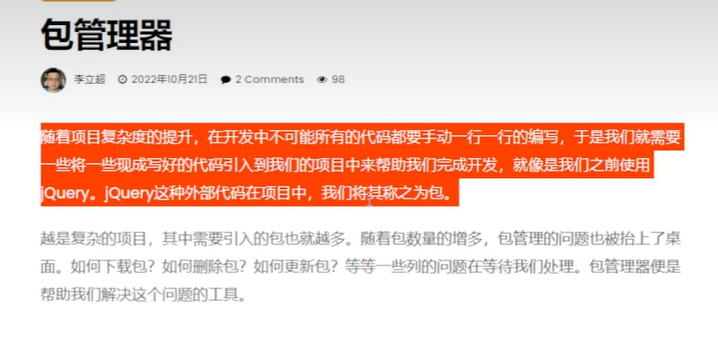 包管理器
李立超 2022年10月21日 2 Comments 98
随着项目复杂度的提升，在开发中不可能所有的代码都要手动一行一行的编写，于是我们就需要
一些将一些现成写好的代码引入到我们的项目中来帮助我们完成开发，就像是我们之前使用
jQuery。jQuery这种外部代码在项目中，我们将其称之为包。
越是复杂的项目，其中需要引入的包也就越多。随着包数量的增多，包管理的问题也被抬上了桌
面。如何下载包？如何删除包？如何更新包？等等一些列的问题在等待我们处理。包管理器便是
帮助我们解决这个问题的工具。